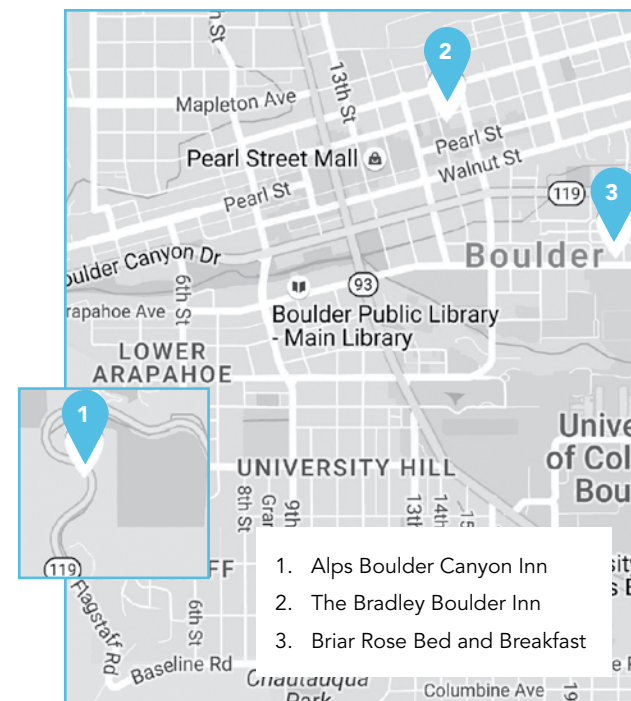 h St
13th St
2
Mapleton Ave
Pearl Street Mall
Pearl St
Walnut St
Pearl St
119
3
Boulder
oulder Canyon Dr
6th St
93
rapahoe Ave
Boulder Public Library
- Main Library
LOWER
ARAPAHOE
1
Unive
of Col
Bou
UNIVERSITY HILL
8th St
9th
13th
14th
15
119
FF
1. Alps Boulder Canyon Inn
2. The Bradley Boulder Inn
3. Briar Rose Bed and Breakfast
Flagstaff Rd
6th St
Baseline Rd
Chautauqua
Park
Columbine Ave
19